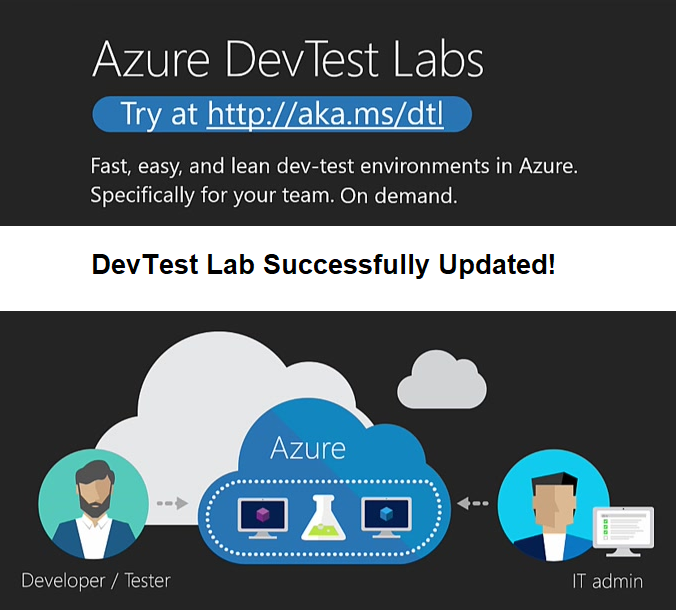 Azure DevTest Labs
Try at http://aka.ms/dtl
Fast, easy, and lean dev-test environments in Azure.
Specifically for your team. On demand.
DevTest Lab Successfully Updated!
Azure
Developer / Tester
IT admin